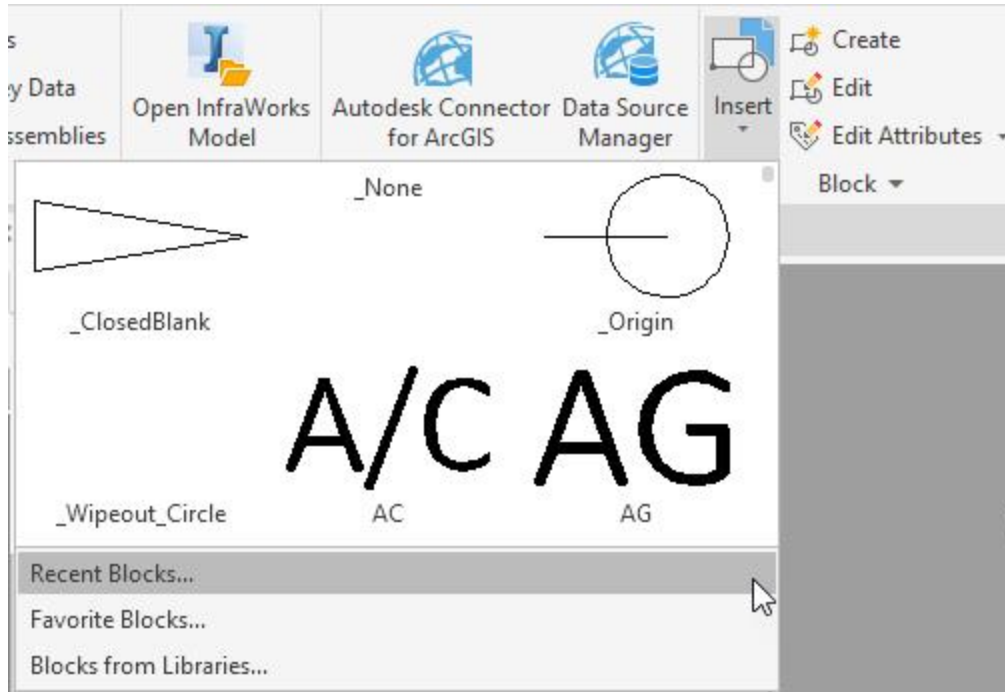 s
y Data
ssemblies
Open InfraWorks
Model
Autodesk Connector
for ArcGIS
Data Source
Manager
Insert
Create
Edit
Edit Attributes
Block
_ClosedBlank
_None
_Origin
_Wipeout_Circle
A/C
AC
AG
AG
Recent Blocks...
Favorite Blocks...
Blocks from Libraries...